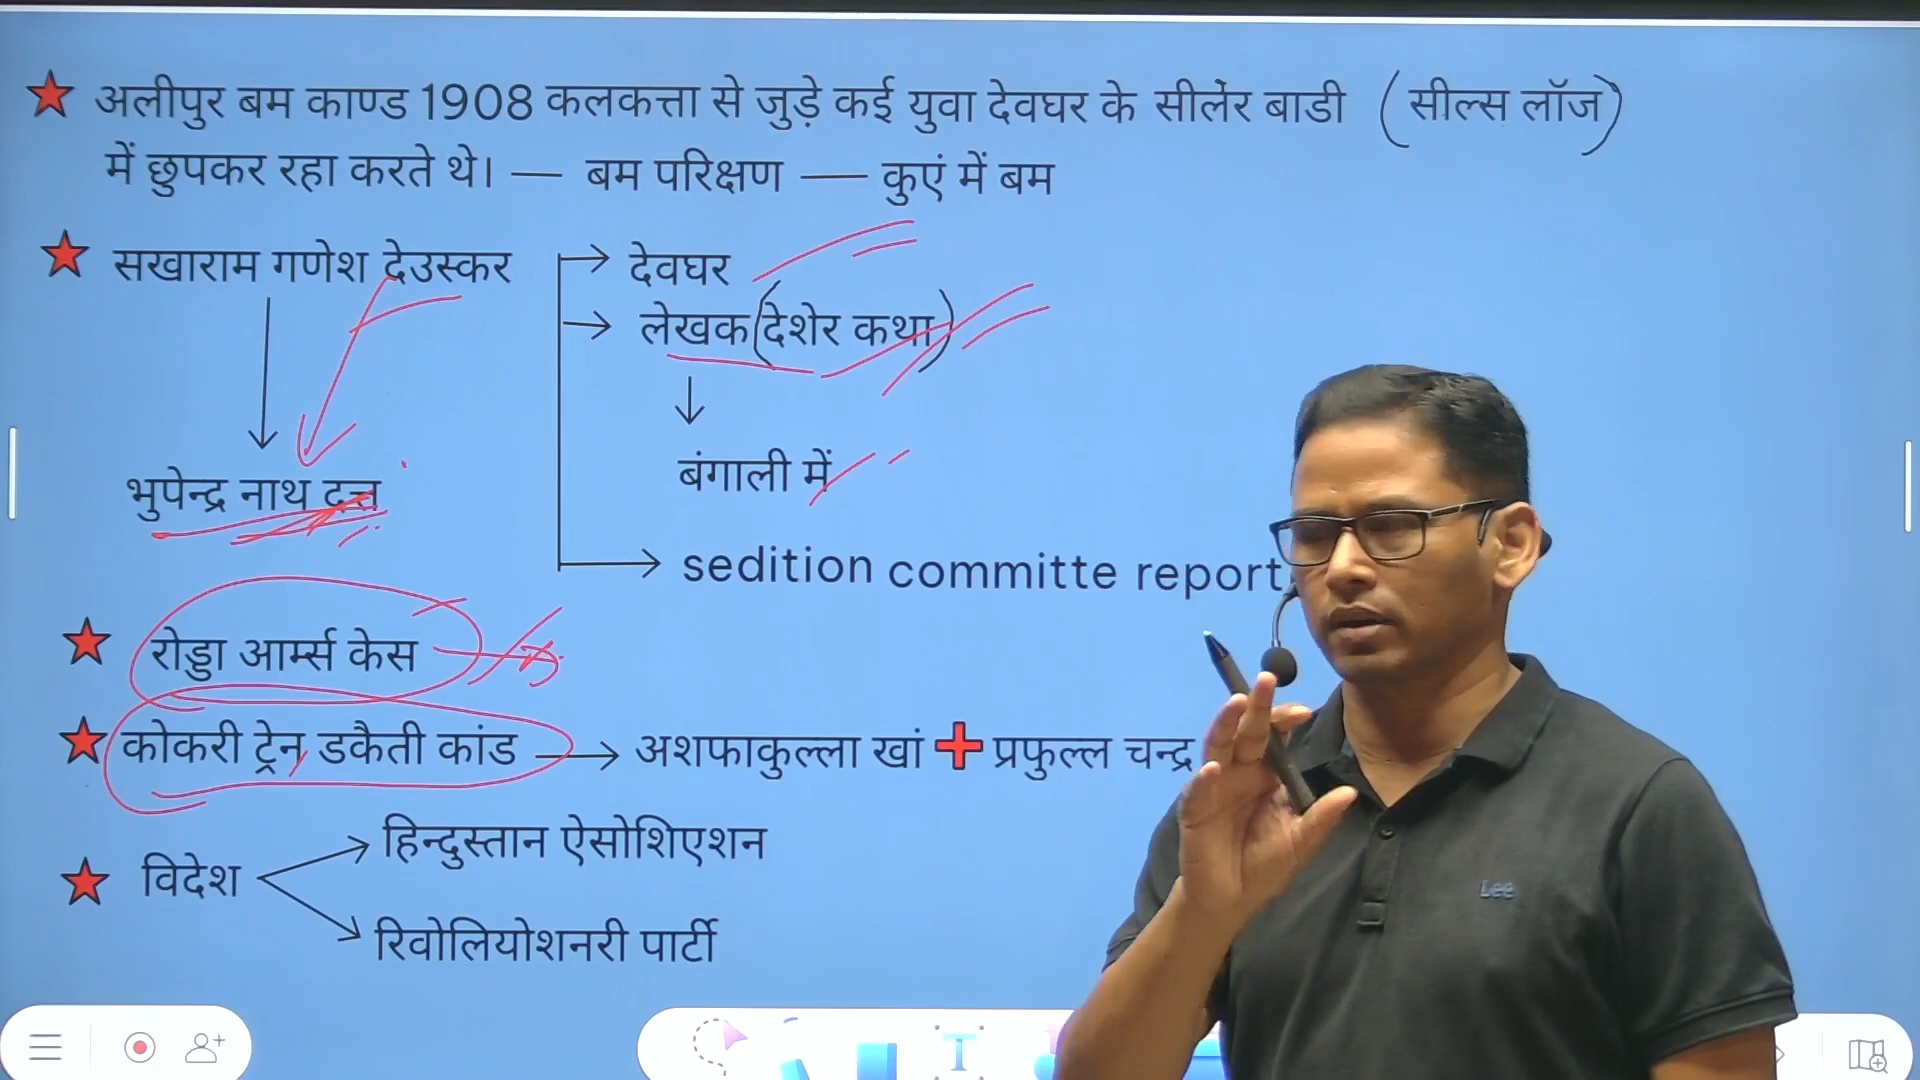 अलीपुर बम काण्ड 1908 कलकत्ता से जुड़े कई युवा देवघर के सीलेर बाडी (सील्स लॉज)
में छुपकर रहा करते थे। — बम परिक्षण — कुएं में बम
सखाराम गणेश देउस्कर
देवघर
लेखक (देशेर कथा)
बंगाली में
भुपेन्द्र नाथ दत्त
sedition committe report
रोड्डा आर्म्स केस
कोकरी ट्रेन डकैती कांड → अशफाकुल्ला खां + प्रफुल्ल चन्द्र
विदेश
हिन्दुस्तान ऐसोशिएशन
रिवोलियोशनरी पार्टी
Lee
T